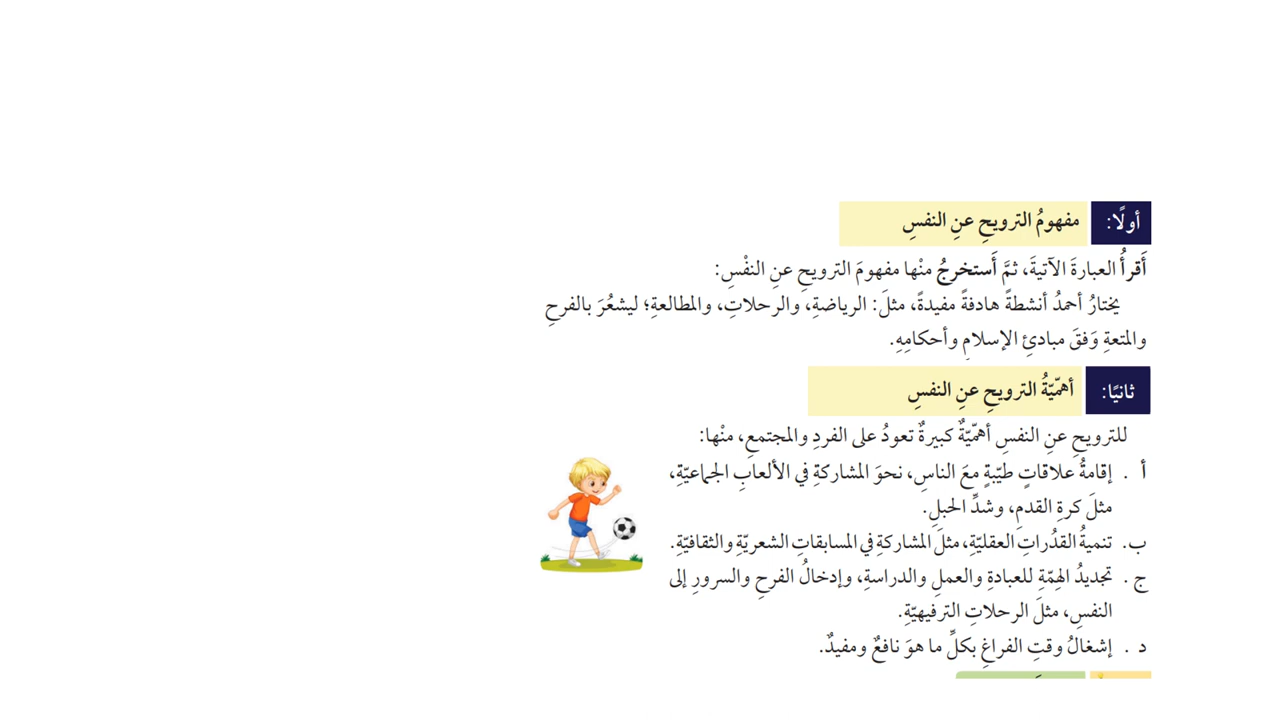 أولًا: مفهومُ الترويحِ عنِ النفسِ
أَقرأُ العبارةَ الآتيةَ، ثمَّ أَستخرجُ منْها مفهومَ الترويحِ عنِ النفْسِ:
يختارُ أحمدُ أنشطةً هادفةً مفيدةً، مثلَ: الرياضةِ، والرحلاتِ، والمطالعةِ؛ ليشعُرَ بالفرحِ
والمتعةِ وَفقَ مبادئِ الإسلامِ وأحكامِهِ.
ثانيًا: أهمّيّةُ الترويحِ عنِ النفسِ
للترويحِ عنِ النفسِ أهمّيّةٌ كبيرةٌ تعودُ على الفردِ والمجتمعِ، منْها:
أ . إقامةُ علاقاتٍ طيّبةٍ معَ الناسِ، نحوَ المشاركةِ في الألعابِ الجماعيّةِ،
مثلَ كرةِ القدمِ، وشدِّ الحبلِ.
ب. تنميةُ القدُراتِ العقليّةِ، مثلَ المشاركةِ في المسابقاتِ الشعريّةِ والثقافيّةِ.
ج . تجديدُ الهِمّةِ للعبادةِ والعملِ والدراسةِ، وإدخالُ الفرحِ والسرورِ إلى
النفسِ، مثلَ الرحلاتِ الترفيهيّةِ.
د . إشغالُ وقتِ الفراغِ بكلِّ ما هوَ نافعٌ ومفيدٌ.